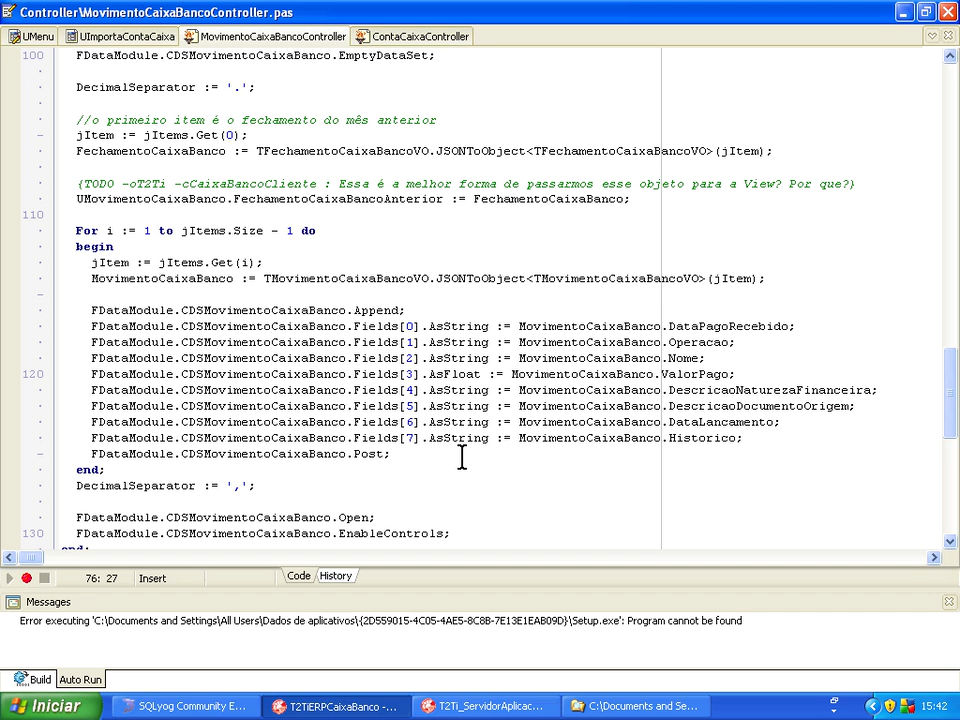 Controller\MovimentoCaixaBancoController.pas
UMenu UImportaContaCaixa MovimentoCaixaBancoController ContaCaixaController
100 FDataModule.CDSMovimentoCaixaBanco.EmptyDataSet;
DecimalSeparator := '.';
//o primeiro item é o fechamento do mês anterior
jItem := jItems.Get(0);
FechamentoCaixaBanco := TFechamentoCaixaBancoVO.JSONToObject<TFechamentoCaixaBancoVO>(jItem);
{TODO -oT2Ti -cCaixaBancoCliente : Essa é a melhor forma de passarmos esse objeto para a View? Por que?}
UMovimentoCaixaBanco.FechamentoCaixaBancoAnterior := FechamentoCaixaBanco;
110
For i := 1 to jItems.Size - 1 do
begin
jItem := jItems.Get(i);
MovimentoCaixaBanco := TMovimentoCaixaBancoVO.JSONToObject<TMovimentoCaixaBancoVO>(jItem);
FDataModule.CDSMovimentoCaixaBanco.Append;
FDataModule.CDSMovimentoCaixaBanco.Fields[0].AsString := MovimentoCaixaBanco.DataPagoRecebido;
FDataModule.CDSMovimentoCaixaBanco.Fields[1].AsString := MovimentoCaixaBanco.Operacao;
FDataModule.CDSMovimentoCaixaBanco.Fields[2].AsString := MovimentoCaixaBanco.Nome;
120 FDataModule.CDSMovimentoCaixaBanco.Fields[3].AsFloat := MovimentoCaixaBanco.ValorPago;
FDataModule.CDSMovimentoCaixaBanco.Fields[4].AsString := MovimentoCaixaBanco.DescricaoNaturezaFinanceira;
FDataModule.CDSMovimentoCaixaBanco.Fields[5].AsString := MovimentoCaixaBanco.DescricaoDocumentoOrigem;
FDataModule.CDSMovimentoCaixaBanco.Fields[6].AsString := MovimentoCaixaBanco.DataLancamento;
FDataModule.CDSMovimentoCaixaBanco.Fields[7].AsString := MovimentoCaixaBanco.Historico;
FDataModule.CDSMovimentoCaixaBanco.Post;
end;
DecimalSeparator := ',';
FDataModule.CDSMovimentoCaixaBanco.Open;
130 FDataModule.CDSMovimentoCaixaBanco.EnableControls;
end;
76: 27 Insert Code History
Messages
Error executing 'C:\Documents and Settings\All Users\Dados de aplicativos\{2D559015-4C05-4AE5-8C8B-7E13E1EAB09D}\Setup.exe': Program cannot be found
Build Auto Run
Iniciar SQLyog Community E... T2TiERPCaixaBanco -... T2Ti_ServidorAplicac... C:\Documents and Se... 15:42